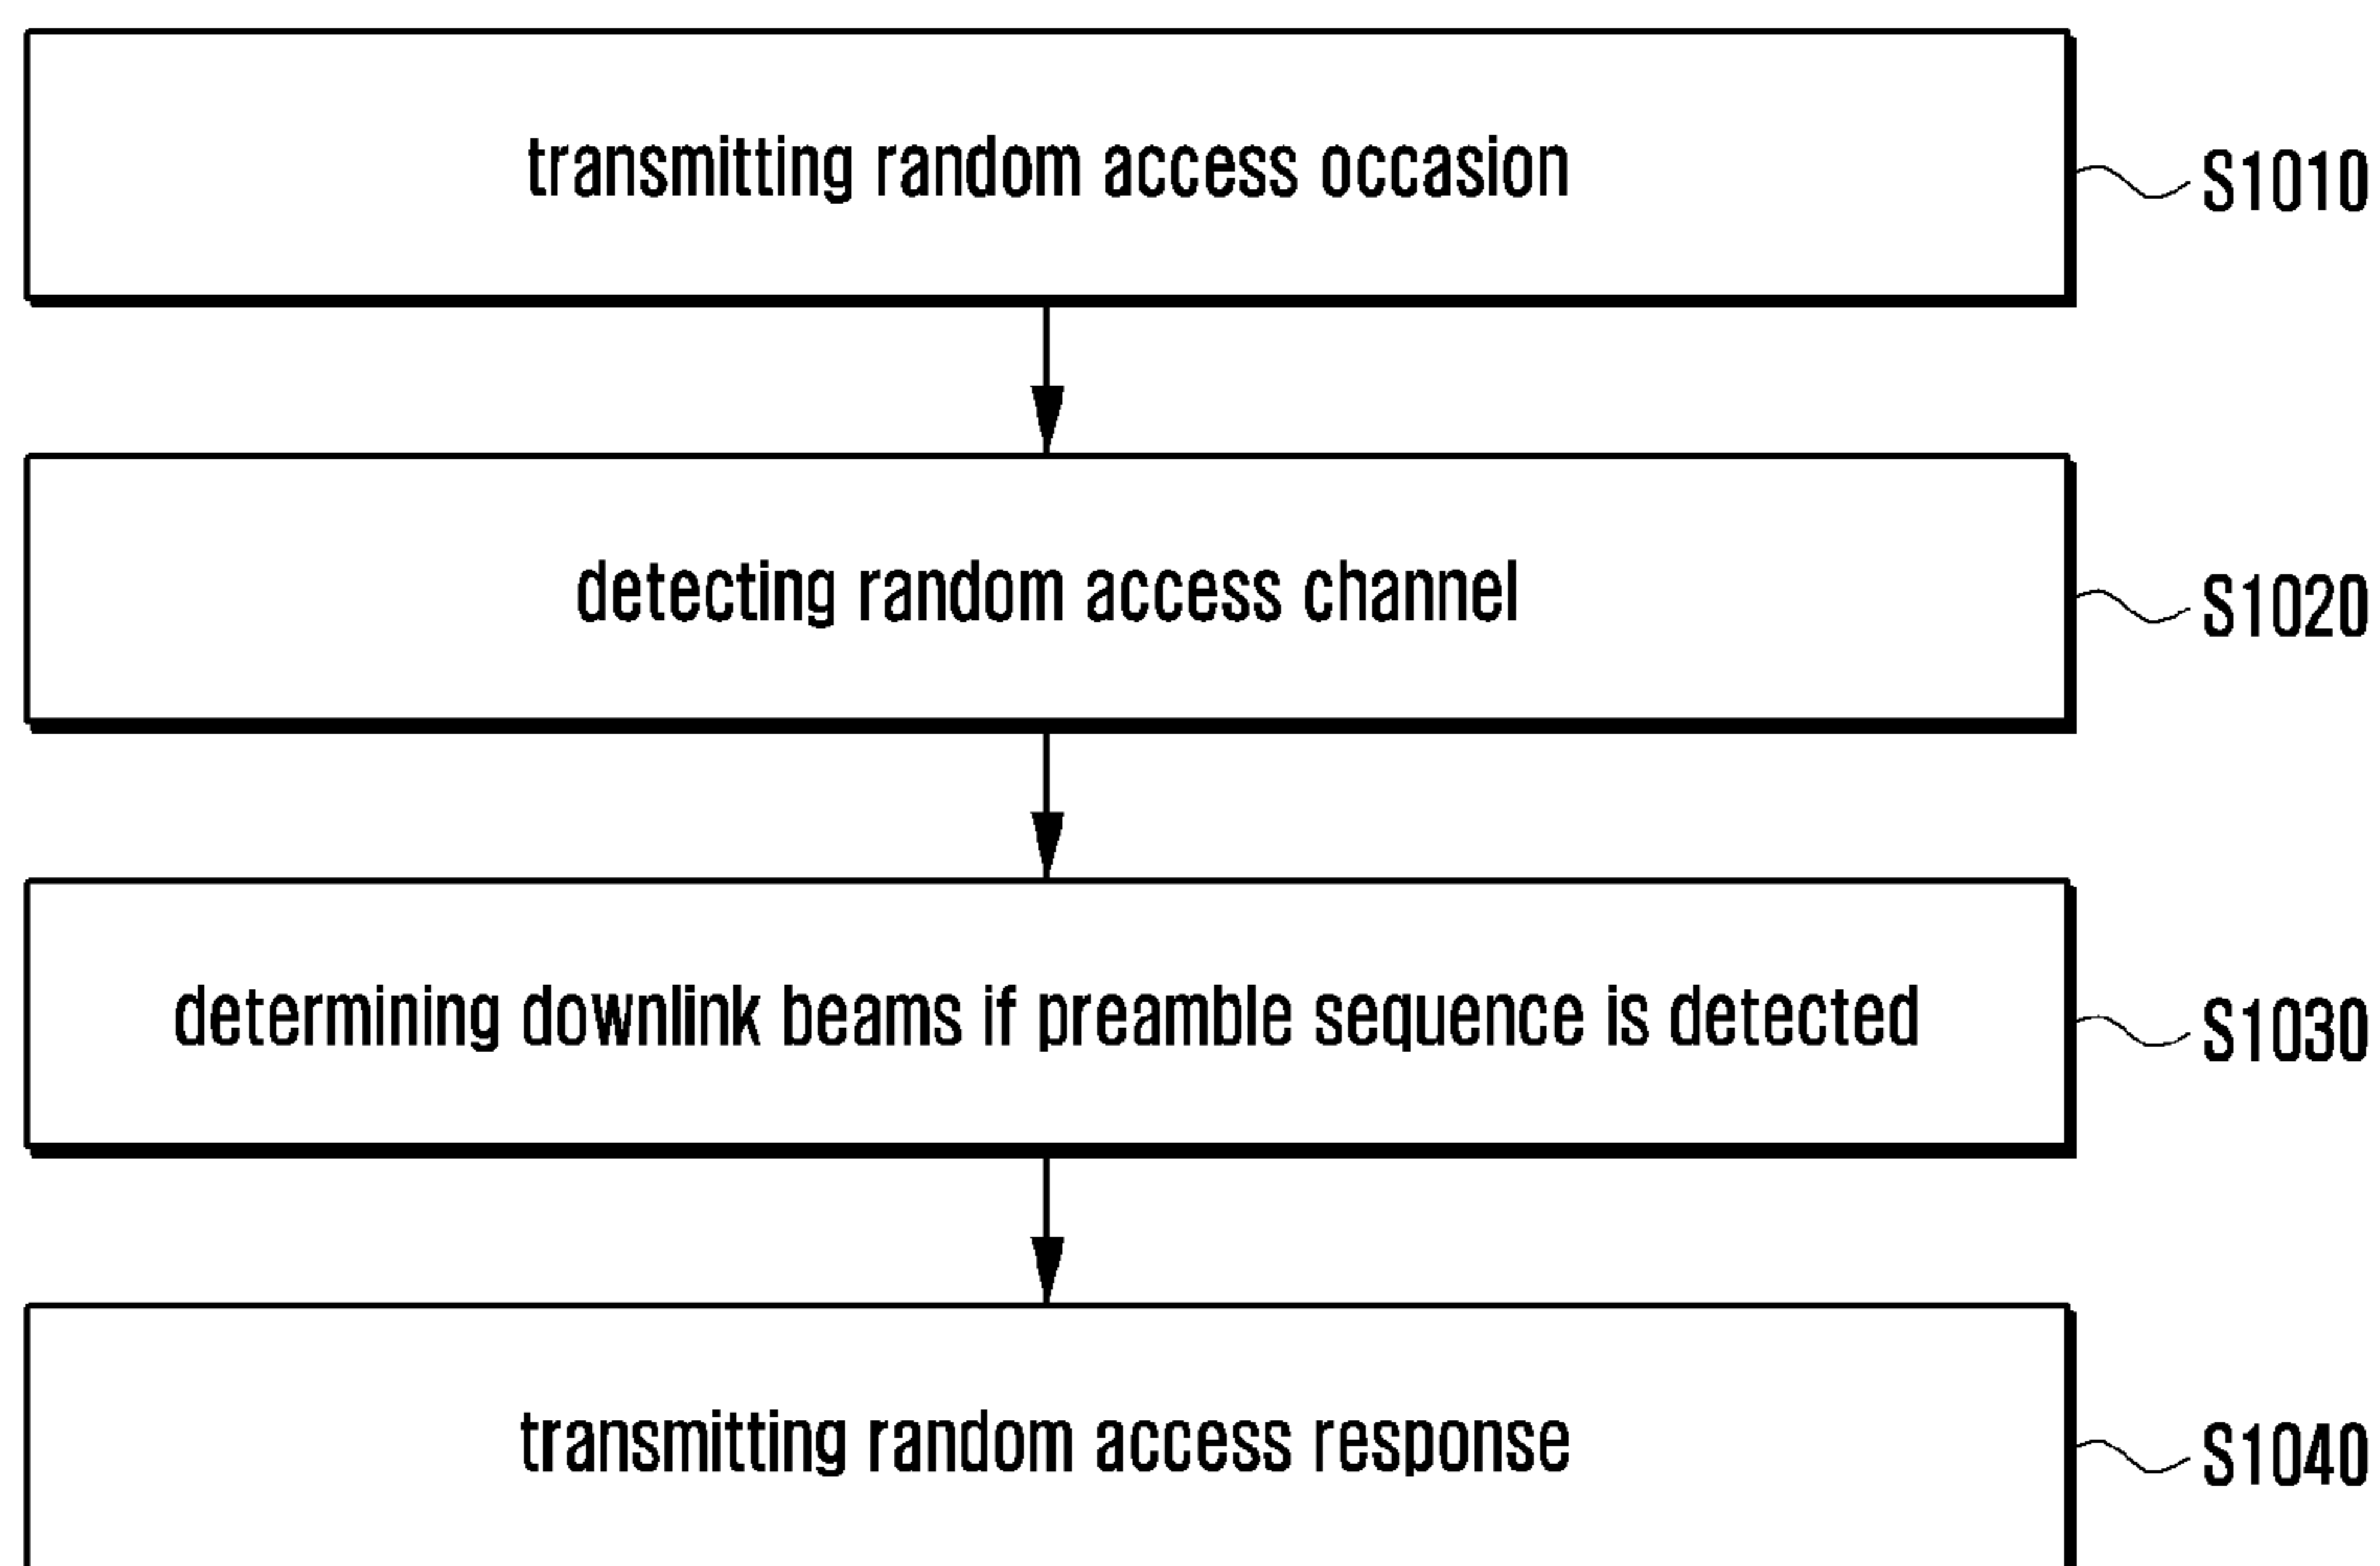 transmitting random access occasion
S1010
detecting random access channel
S1020
determining downlink beams if preamble sequence is detected
S1030
transmitting random access response
S1040